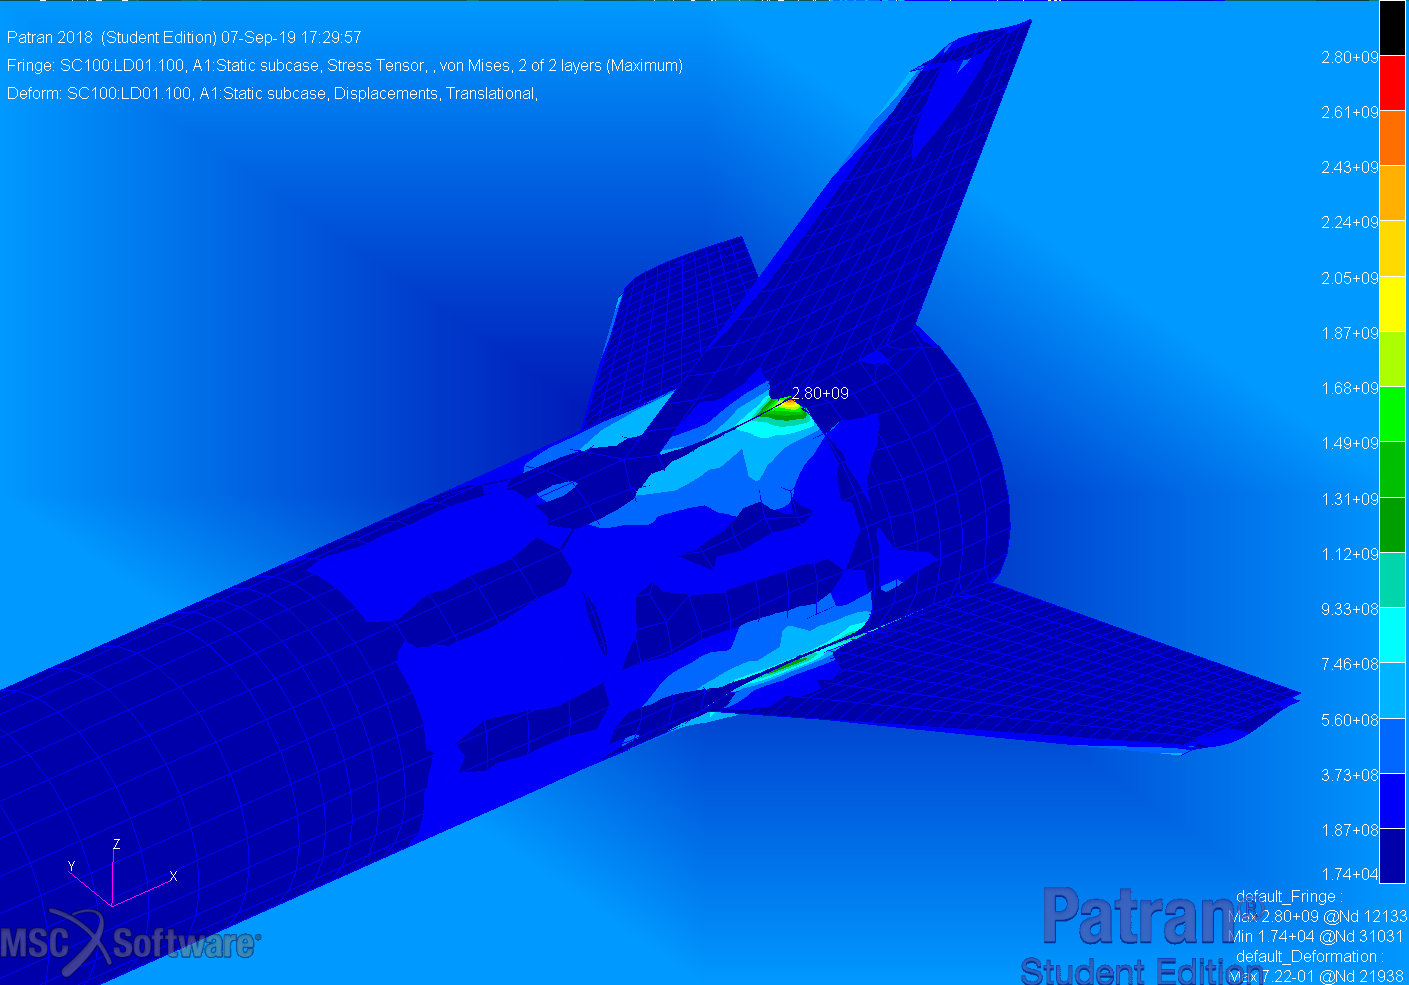 Patran 2018 (Student Edition) 07-Sep-19 17:29:57
Fringe: SC100:LD01.100, A1:Static subcase, Stress Tensor, , von Mises, 2 of 2 layers (Maximum)
Deform: SC100:LD01.100, A1:Static subcase, Displacements, Translational,
2.80+09
2.61+09
2.43+09
2.24+09
2.05+09
1.87+09
1.68+09
1.49+09
1.31+09
1.12+09
9.33+08
7.46+08
5.60+08
3.73+08
1.87+08
1.74+04
2.80+09
Z
Y
X
MSC Software
Patran®
Student Edition
default_Fringe :
Max 2.80+09 @Nd 12133
Min 1.74+04 @Nd 31031
default_Deformation :
Max 7.22-01 @Nd 21938